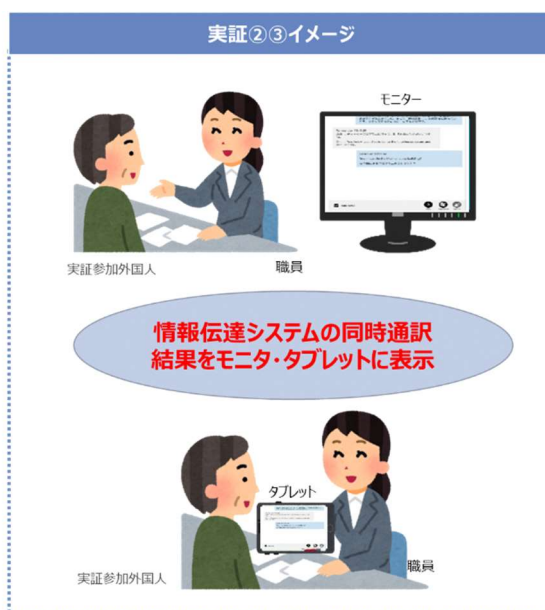 実証②③イメージ
モニター
実証参加外国人
職員
情報伝達システムの同時通訳
結果をモニタ・タブレットに表示
タブレット
職員
実証参加外国人